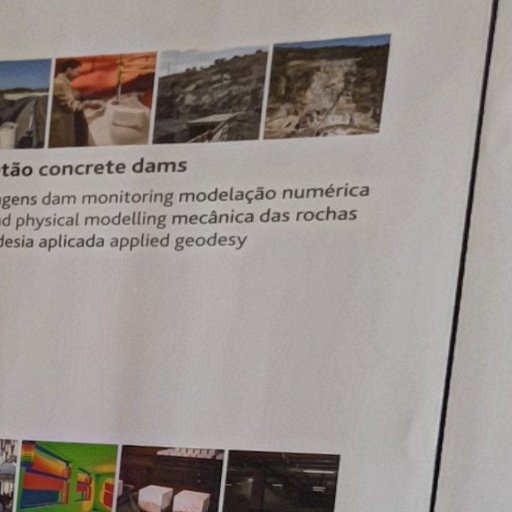 tão concrete dams
gens dam monitoring modelação numérica
d physical modelling mecânica das rochas
desia aplicada applied geodesy